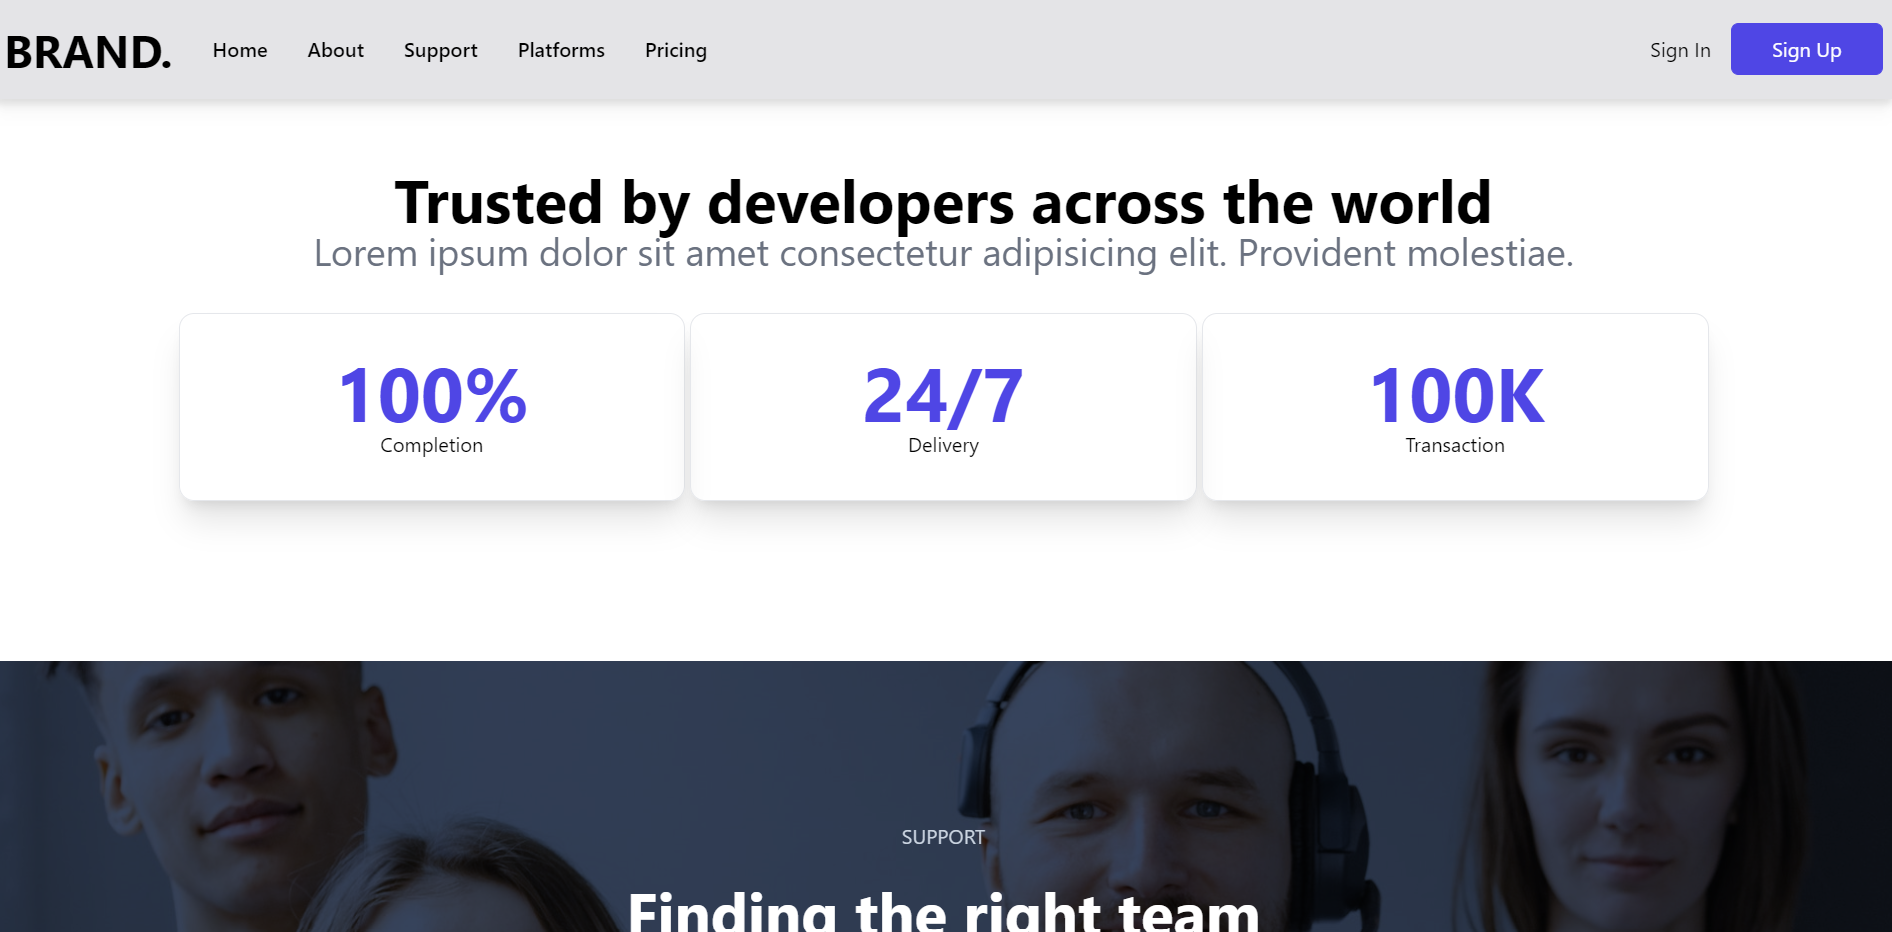 BRAND.
Home
About
Support
Platforms
Pricing
Sign In
Sign Up
Trusted by developers across the world
Lorem ipsum dolor sit amet consectetur adipisicing elit. Provident molestiae.
100%
Completion
24/7
Delivery
100K
Transaction
SUPPORT
Finding the right team